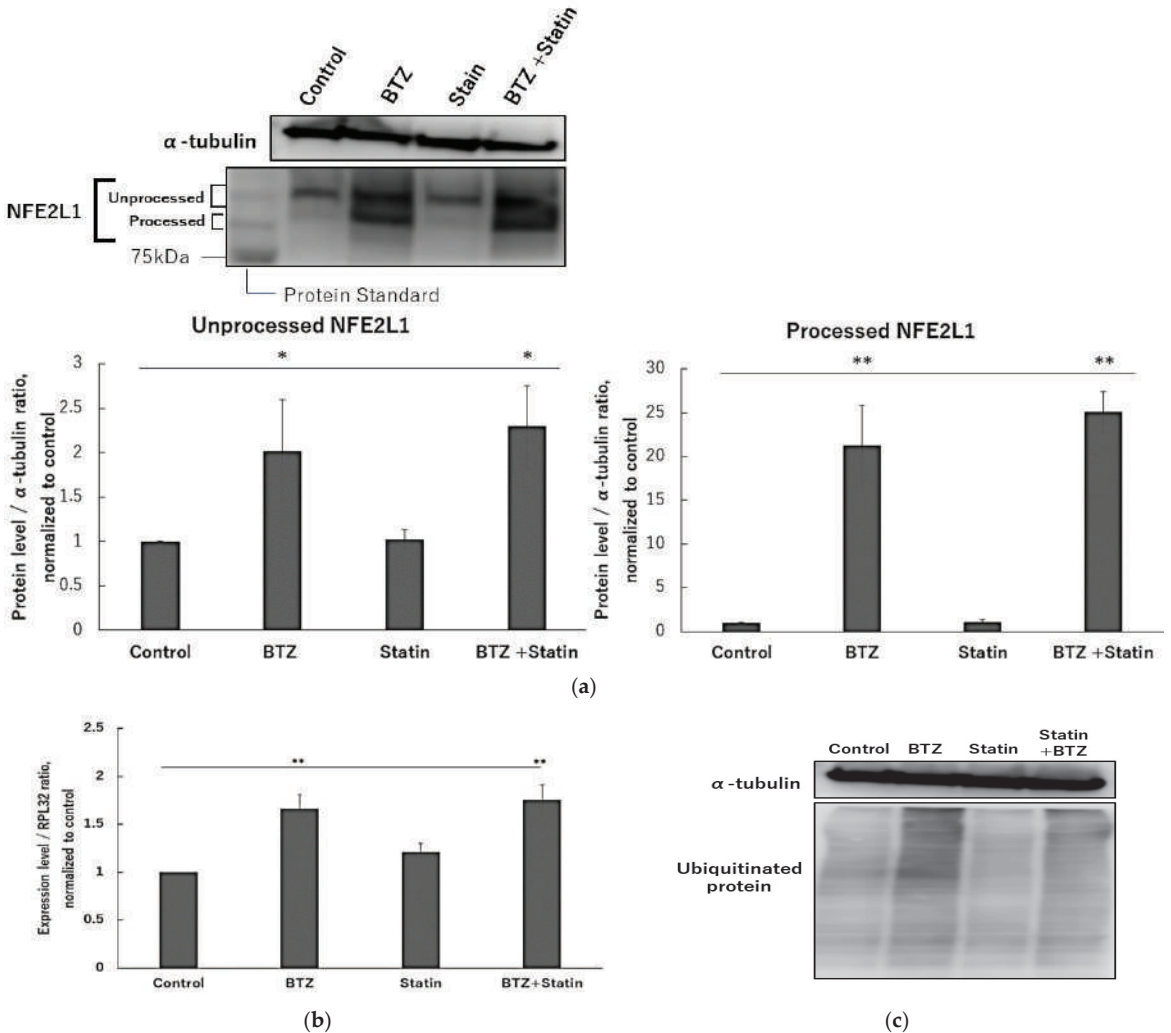 Control BTZ Stain BTZ +Statin
α-tubulin
NFE2L1
Unprocessed
Processed
75kDa
Protein Standard
Unprocessed NFE2L1
Protein level / α-tubulin ratio,
normalized to control
3
2.5
2
1.5
1
0.5
0
* *
Control BTZ Statin BTZ +Statin
Processed NFE2L1
Protein level / α-tubulin ratio,
normalized to control
30
25
20
15
10
5
0
** **
Control BTZ Statin BTZ +Statin
(a)
Expression level / RPL32 ratio,
normalized to control
2.5
2
1.5
1
0.5
0
** **
Control BTZ Statin BTZ+Statin
(b)
Control BTZ Statin Statin
+BTZ
α-tubulin
Ubiquitinated
protein
(c)